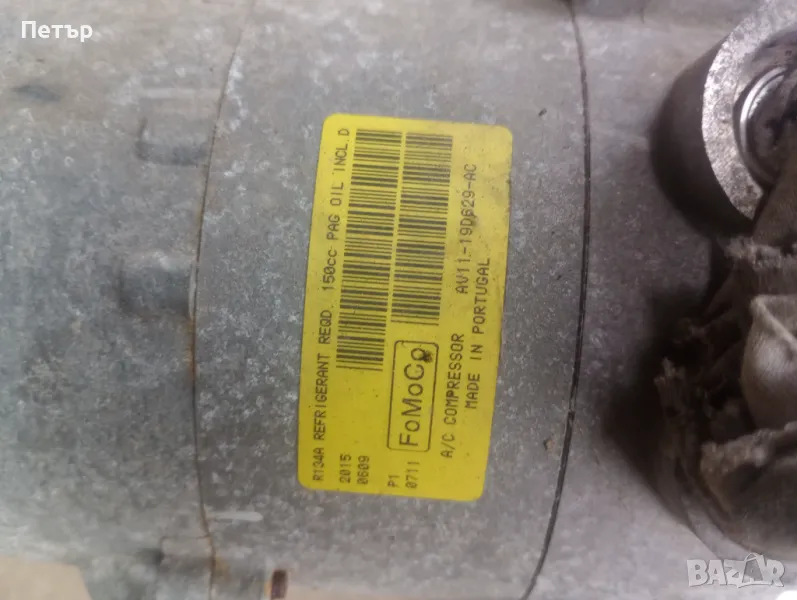 Петър
R134A REFRIGERANT REQD. 150cc PAG OIL INCL.D
2015
0609
P1
0711
FoMoCo
A/C COMPRESSOR AV11-19D629-AC
MADE IN PORTUGAL
BAZAR